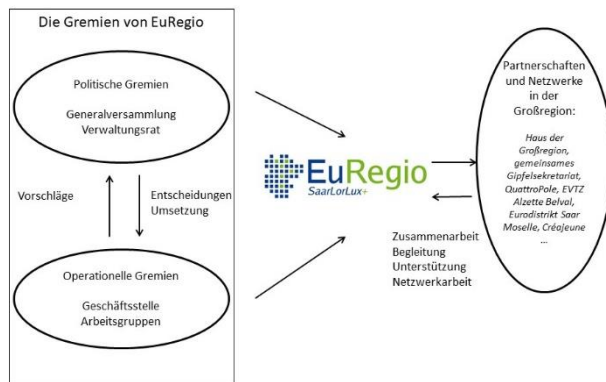 Die Gremien von EuRegio
Politische Gremien
Generalversammlung
Verwaltungsrat
Vorschläge
Entscheidungen
Umsetzung
Operationelle Gremien
Geschäftsstelle
Arbeitsgruppen
EuRegio
SaarLorLux+
Zusammenarbeit
Begleitung
Unterstützung
Netzwerkarbeit
Partnerschaften
und Netzwerke
in der
Großregion:
Haus der
Großregion,
gemeinsames
Gipfelsekretariat,
QuattroPole, EVTZ
Alzette Belval,
Eurodistrikt Saar
Moselle, Créajeune
...